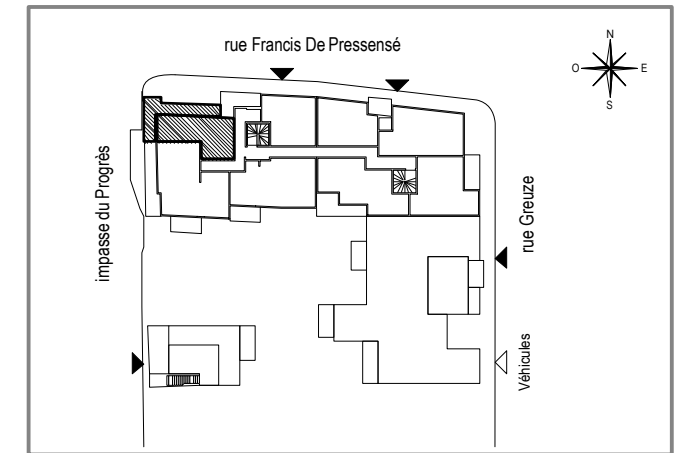 rue Francis De Pressensé
N
O
E
S
impasse du Progrès
rue Greuze
Véhicules